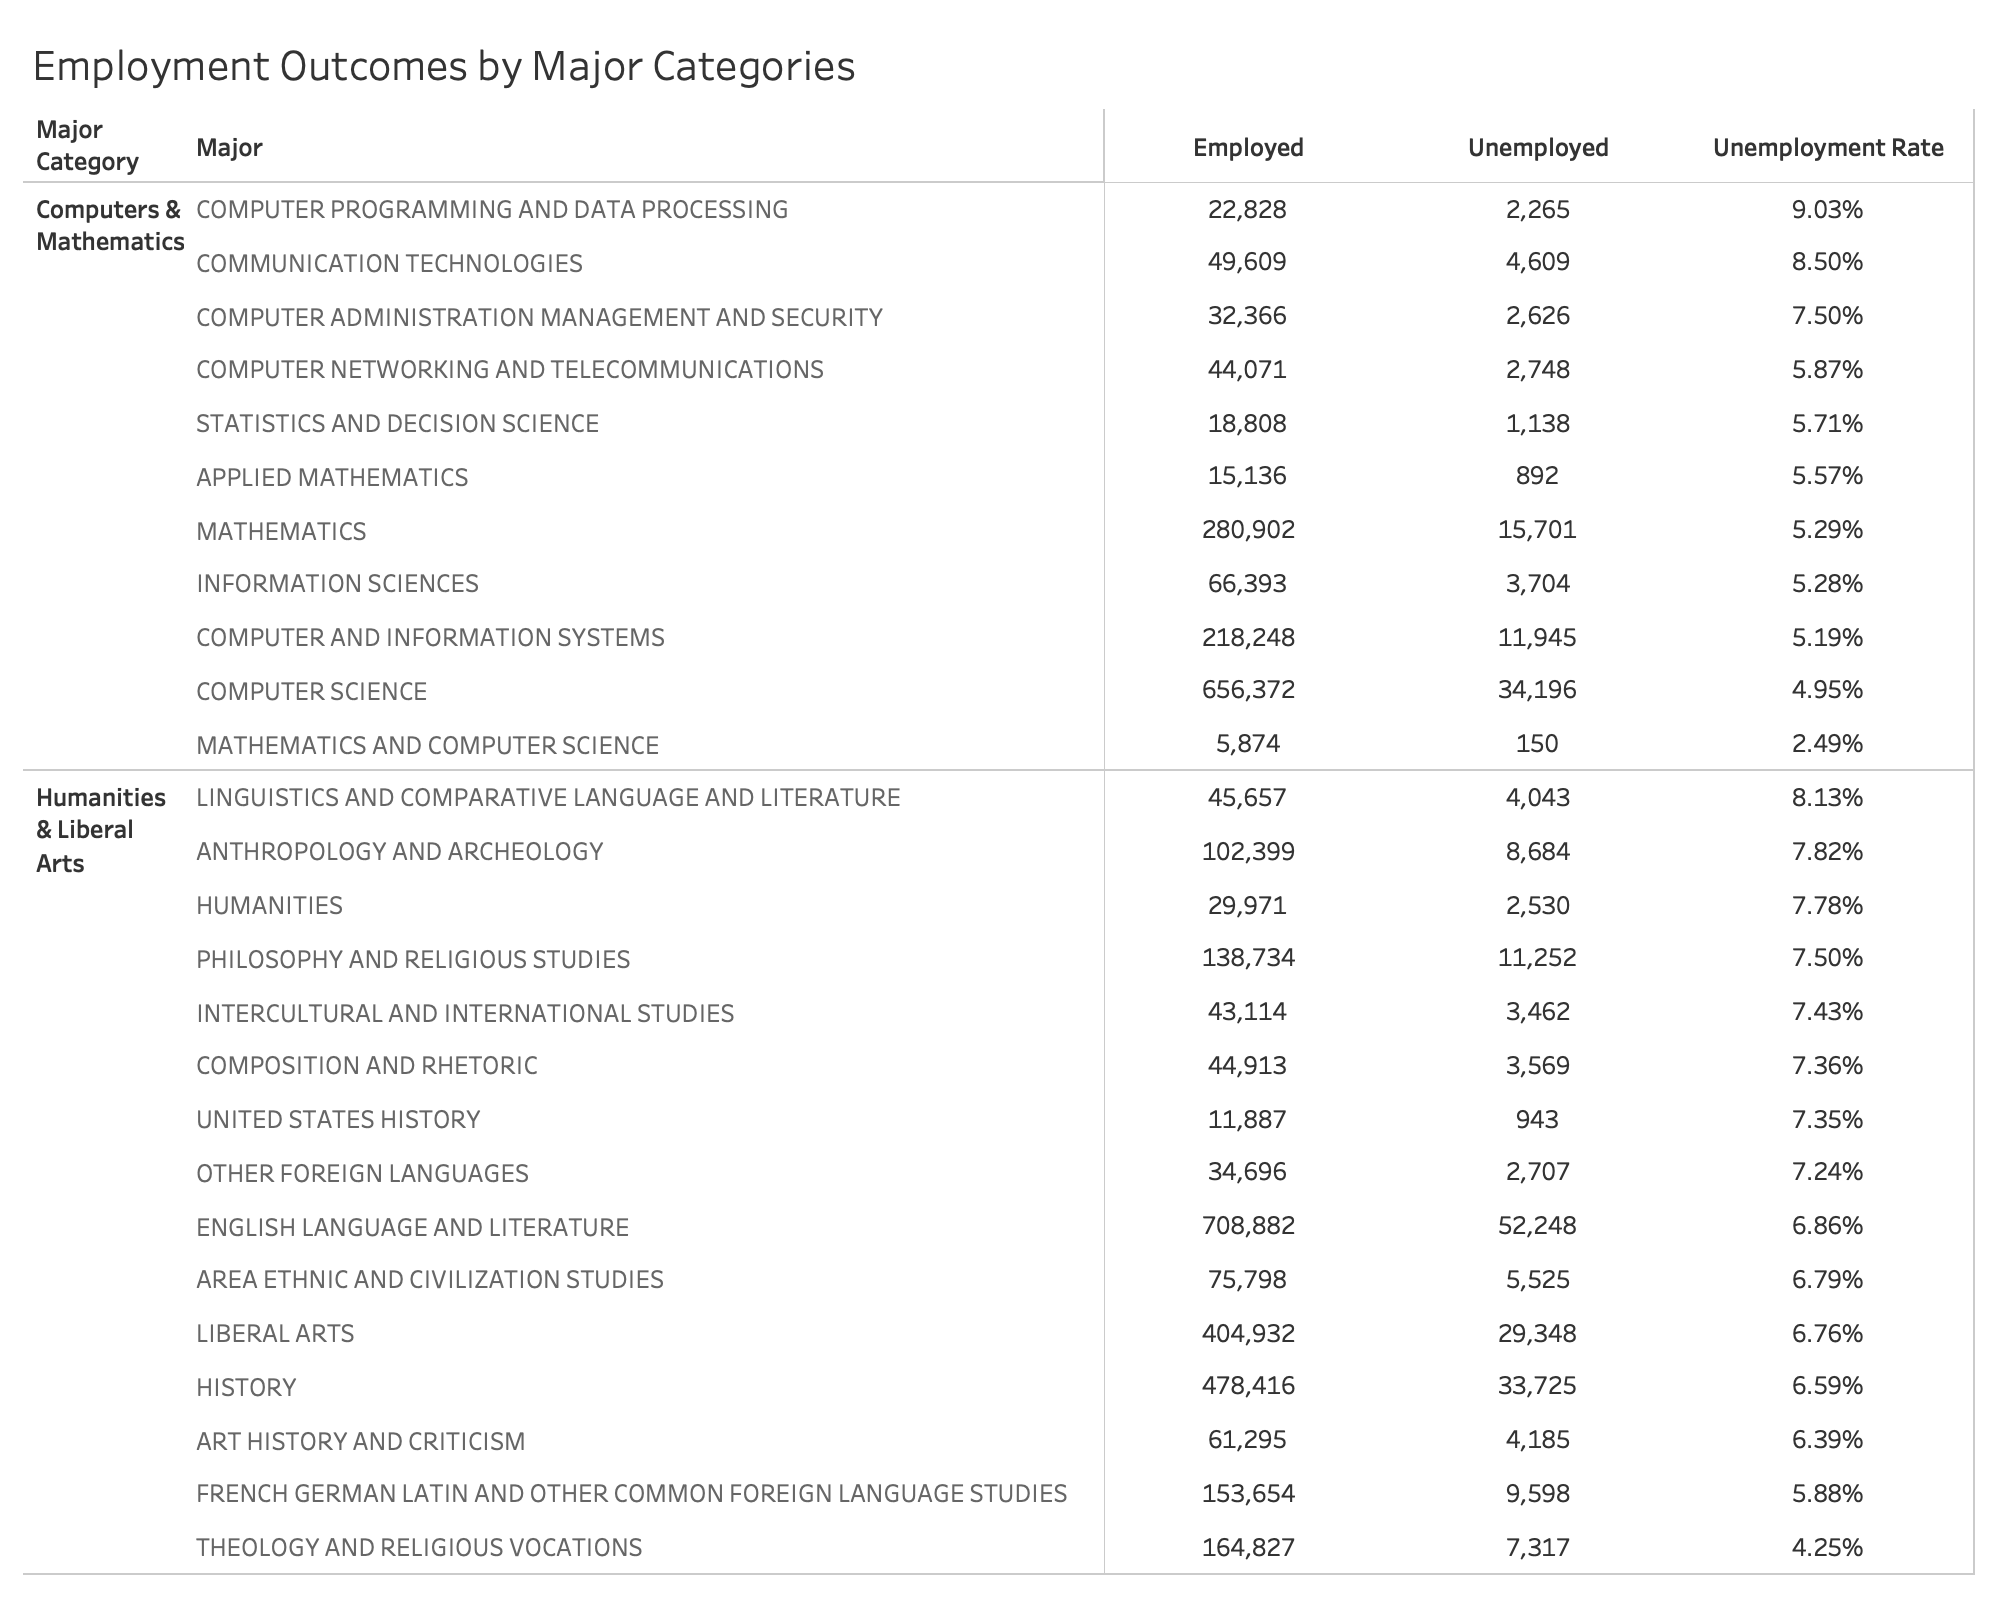 Employment Outcomes by Major Categories
Major Category Major Employed Unemployed Unemployment Rate
Computers & Mathematics COMPUTER PROGRAMMING AND DATA PROCESSING 22,828 2,265 9.03%
COMMUNICATION TECHNOLOGIES 49,609 4,609 8.50%
COMPUTER ADMINISTRATION MANAGEMENT AND SECURITY 32,366 2,626 7.50%
COMPUTER NETWORKING AND TELECOMMUNICATIONS 44,071 2,748 5.87%
STATISTICS AND DECISION SCIENCE 18,808 1,138 5.71%
APPLIED MATHEMATICS 15,136 892 5.57%
MATHEMATICS 280,902 15,701 5.29%
INFORMATION SCIENCES 66,393 3,704 5.28%
COMPUTER AND INFORMATION SYSTEMS 218,248 11,945 5.19%
COMPUTER SCIENCE 656,372 34,196 4.95%
MATHEMATICS AND COMPUTER SCIENCE 5,874 150 2.49%
Humanities & Liberal Arts LINGUISTICS AND COMPARATIVE LANGUAGE AND LITERATURE 45,657 4,043 8.13%
ANTHROPOLOGY AND ARCHEOLOGY 102,399 8,684 7.82%
HUMANITIES 29,971 2,530 7.78%
PHILOSOPHY AND RELIGIOUS STUDIES 138,734 11,252 7.50%
INTERCULTURAL AND INTERNATIONAL STUDIES 43,114 3,462 7.43%
COMPOSITION AND RHETORIC 44,913 3,569 7.36%
UNITED STATES HISTORY 11,887 943 7.35%
OTHER FOREIGN LANGUAGES 34,696 2,707 7.24%
ENGLISH LANGUAGE AND LITERATURE 708,882 52,248 6.86%
AREA ETHNIC AND CIVILIZATION STUDIES 75,798 5,525 6.79%
LIBERAL ARTS 404,932 29,348 6.76%
HISTORY 478,416 33,725 6.59%
ART HISTORY AND CRITICISM 61,295 4,185 6.39%
FRENCH GERMAN LATIN AND OTHER COMMON FOREIGN LANGUAGE STUDIES 153,654 9,598 5.88%
THEOLOGY AND RELIGIOUS VOCATIONS 164,827 7,317 4.25%